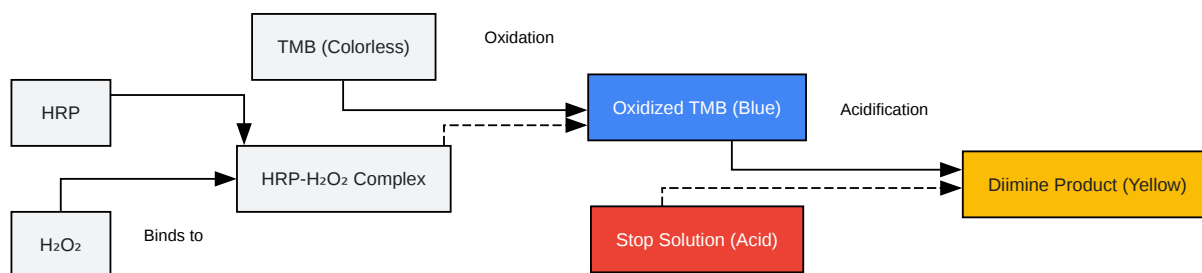 TMB (Colorless)
Oxidation
HRP
Oxidized TMB (Blue)
Acidification
HRP-H₂O₂ Complex
Diimine Product (Yellow)
H₂O₂
Binds to
Stop Solution (Acid)